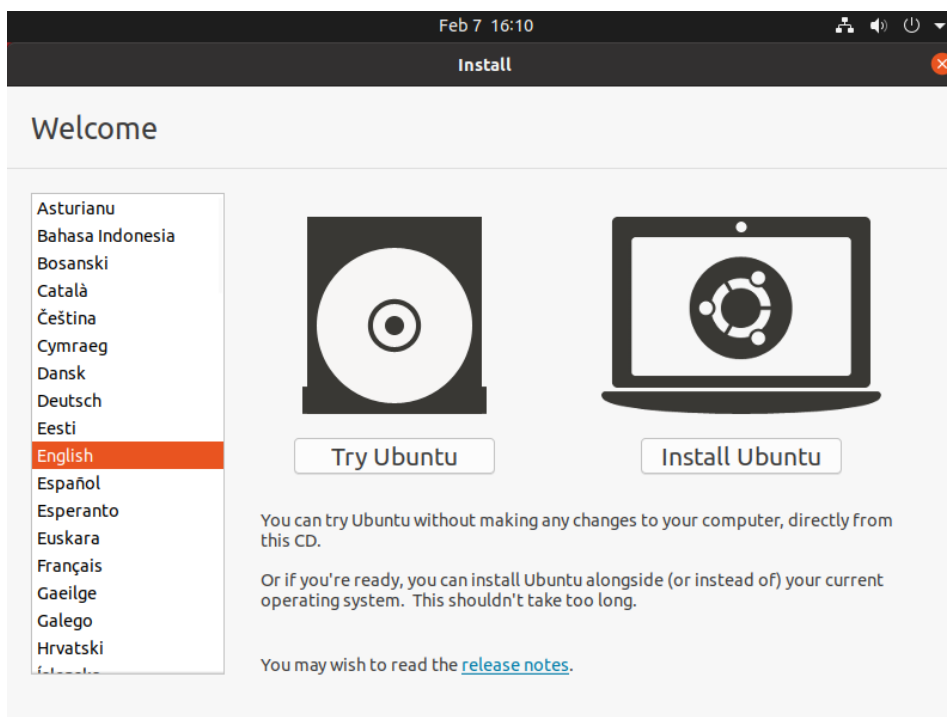 Feb 7 16:10
Install
Welcome
Asturianu
Bahasa Indonesia
Bosanski
Català
Čeština
Cymraeg
Dansk
Deutsch
Eesti
English
Español
Esperanto
Euskara
Français
Gaeilge
Galego
Hrvatski
Try Ubuntu
Install Ubuntu
You can try Ubuntu without making any changes to your computer, directly from
this CD.
Or if you're ready, you can install Ubuntu alongside (or instead of) your current
operating system. This shouldn't take too long.
You may wish to read the release notes.